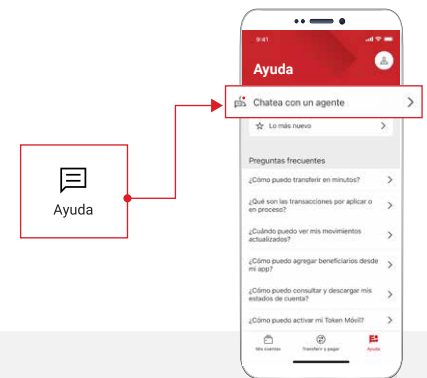 9:41
Ayuda
Chatea con un agente
Lo más nuevo
Preguntas frecuentes
¿Cómo puedo transferir en minutos?
¿Qué son las transacciones por aplicar o
en proceso?
¿Cuándo puedo ver mis movimientos
actualizados?
¿Cómo puedo agregar beneficiarios desde
mi app?
¿Cómo puedo consultar y descargar mis
estados de cuenta?
¿Cómo puedo activar mi Token Móvil?
Mis cuentas
Transferir y pagar
Ayuda
Ayuda